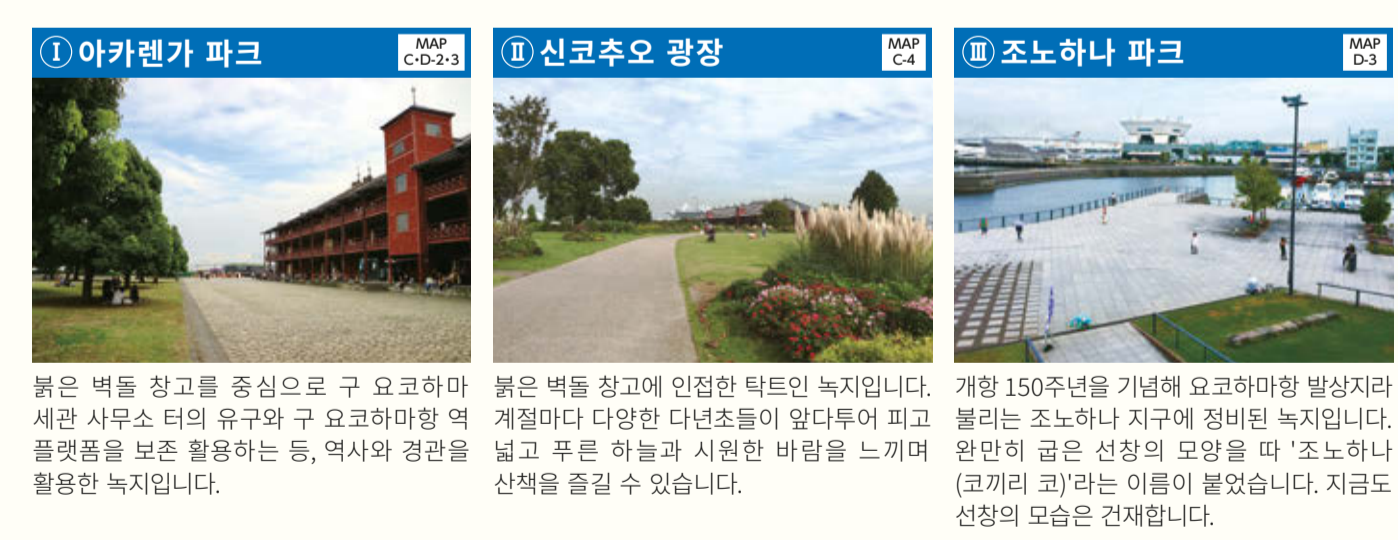 Ⅰ 아카렌가 파크
MAP
C•D-2•3
붉은 벽돌 창고를 중심으로 구 요코하마
세관 사무소 터의 유구와 구 요코하마항 역
플랫폼을 보존 활용하는 등, 역사와 경관을
활용한 녹지입니다.
Ⅱ 신코추오 광장
MAP
C-4
붉은 벽돌 창고에 인접한 탁트인 녹지입니다.
계절마다 다양한 다년초들이 앞다투어 피고
넓고 푸른 하늘과 시원한 바람을 느끼며
산책을 즐길 수 있습니다.
Ⅲ 조노하나 파크
MAP
D-3
개항 150주년을 기념해 요코하마항 발상지라
불리는 조노하나 지구에 정비된 녹지입니다.
완만히 굽은 선창의 모양을 따 '조노하나
(코끼리 코)'라는 이름이 붙었습니다. 지금도
선창의 모습은 건재합니다.